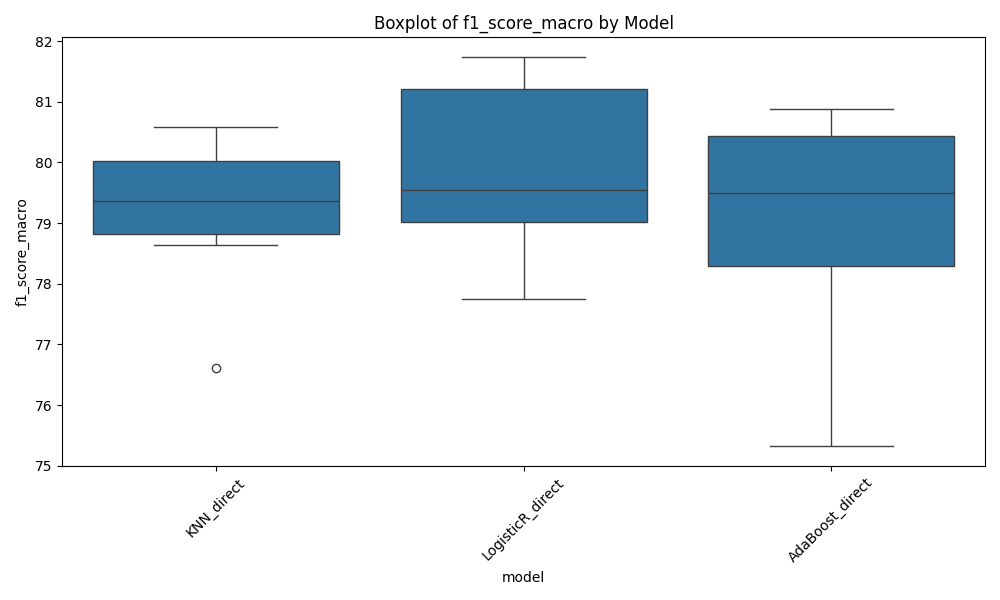 Boxplot of f1_score_macro by Model
82
81
80
79
78
77
76
75
f1_score_macro
KNN_direct
LogisticR_direct
AdaBoost_direct
model